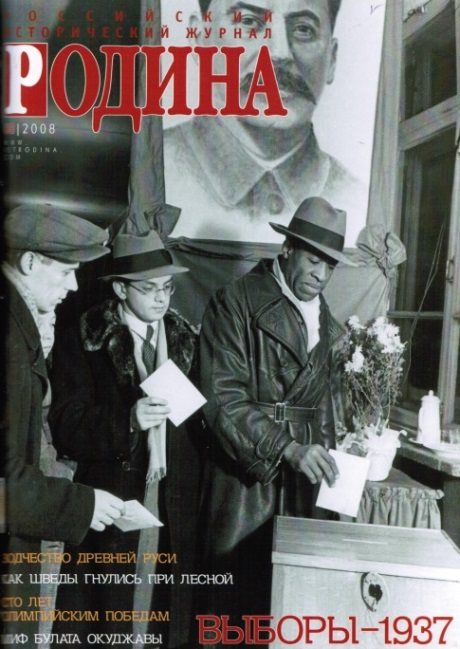 РОССИЙСКИЙ
ИСТОРИЧЕСКИЙ ЖУРНАЛ
РОДИНА
|2008
ЗОДЧЕСТВО ДРЕВНЕЙ РУСИ
КАК ШВЕДЫ ГНУЛИСЬ ПРИ ЛЕСНОЙ
СТО ЛЕТ
ОЛИМПИЙСКИМ ПОБЕДАМ
МИФ БУЛАТА ОКУДЖАВЫ
ВЫБОРЫ-1937